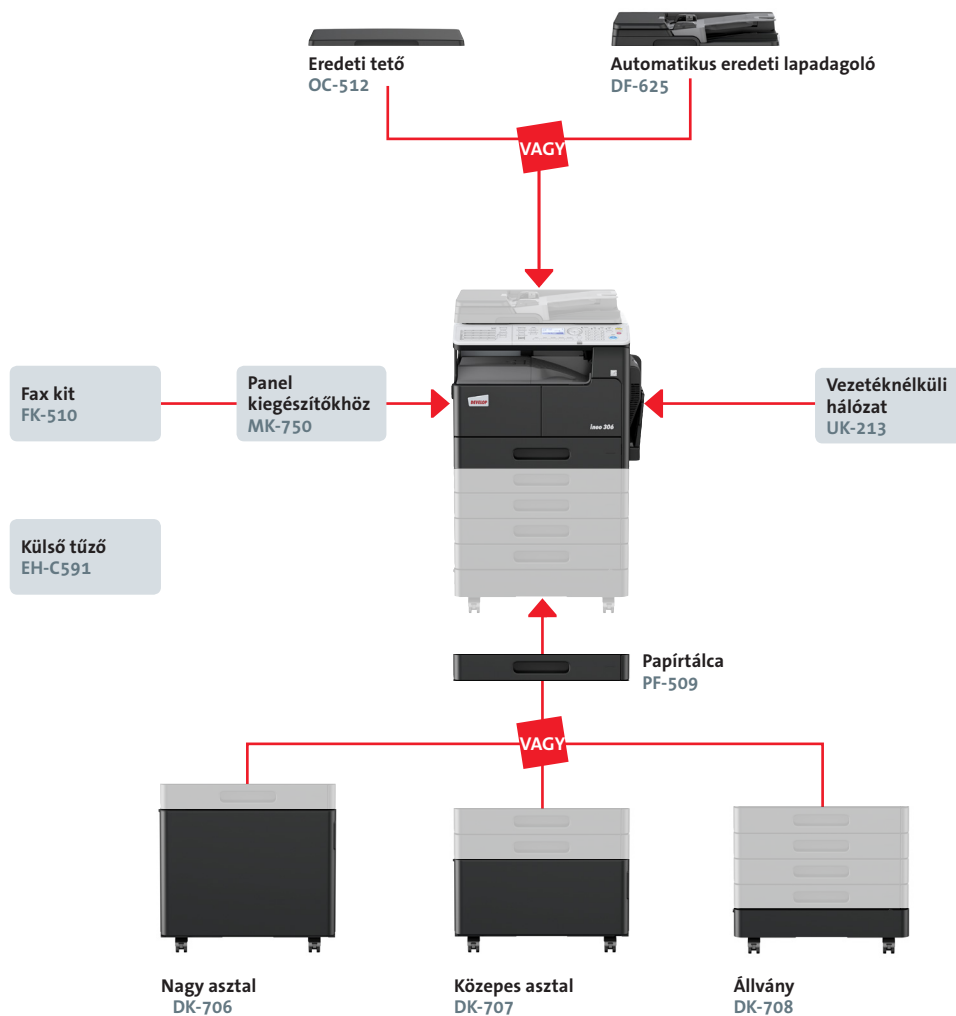 Eredeti tető
OC-512
Automatikus eredeti lapadagoló
DF-625
VAGY
Fax kit
FK-510
Panel
kiegészítőkhöz
MK-750
DEVELOP
ineo 306
Vezetéknélküli
hálózat
UK-213
Külső tűző
EH-C591
Papírtálca
PF-509
VAGY
Nagy asztal
DK-706
Közepes asztal
DK-707
Állvány
DK-708